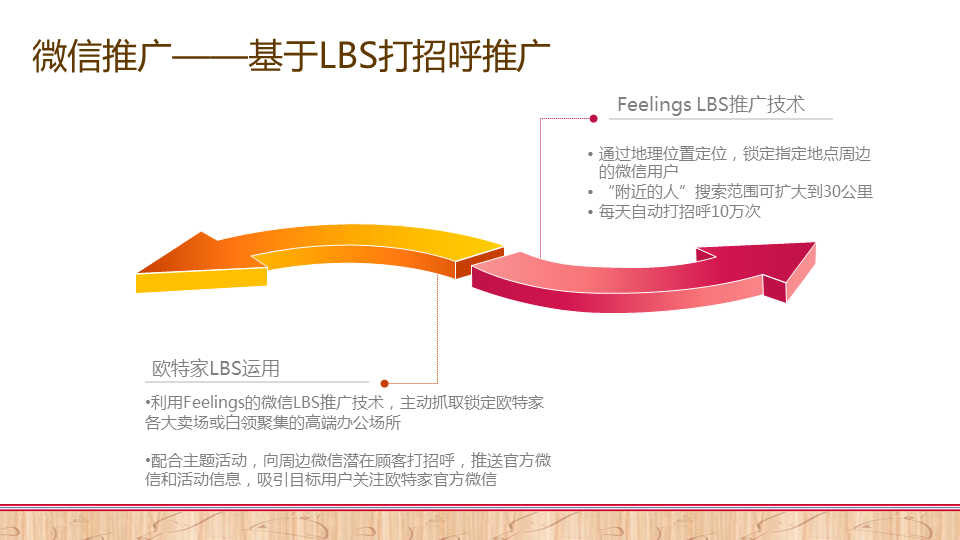 微信推广——基于LBS打招呼推广
Feelings LBS推广技术
• 通过地理位置定位，锁定指定地点周边
的微信用户
• “附近的人”搜索范围可扩大到30公里
• 每天自动打招呼10万次
欧特家LBS运用
•利用Feelings的微信LBS推广技术，主动抓取锁定欧特家
各大卖场或白领聚集的高端办公场所
•配合主题活动，向周边微信潜在顾客打招呼，推送官方微
信和活动信息，吸引目标用户关注欧特家官方微信